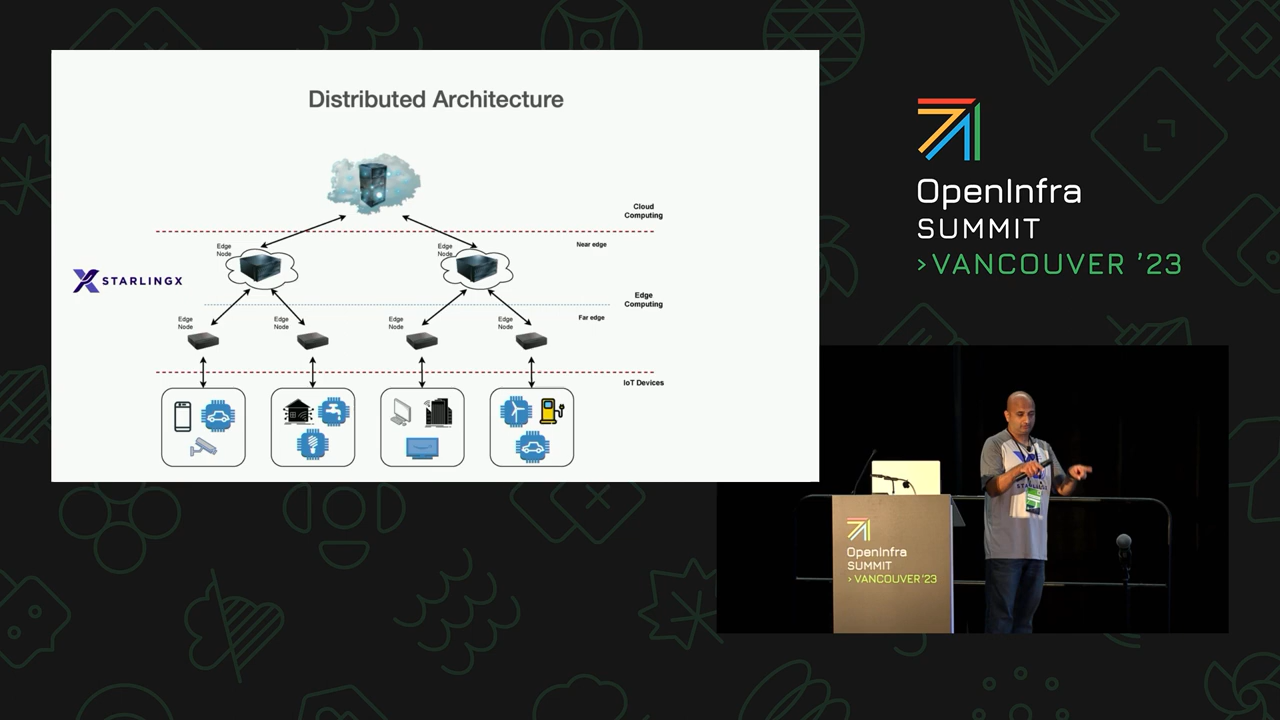 Distributed Architecture
Cloud
Computing
Edge
Node
Edge
Node
Near edge
STARLINGX
Edge
Computing
Far edge
Edge
Node
Edge
Node
Edge
Node
Edge
Node
IoT Devices
OpenInfra
SUMMIT
>VANCOUVER '23
OpenInfra
SUMMIT
> VANCOUVER '23